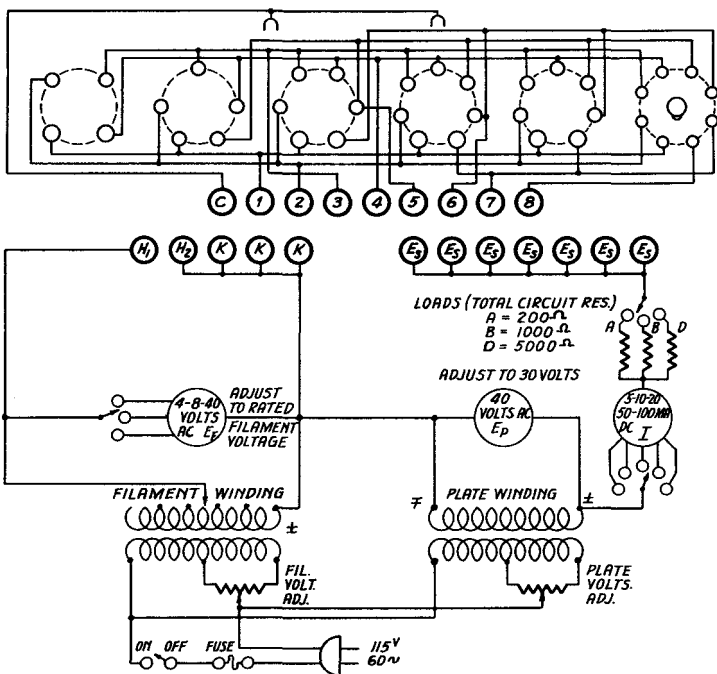 C 1 2 3 4 5 6 7 8
H1 H2 K K K ES ES ES ES ES ES ES
LOADS (TOTAL CIRCUIT RES.)
A = 200Ω
B = 1000Ω
D = 5000Ω
A B D
ADJUST TO 30 VOLTS
4-8-40
VOLTS
AC EF
ADJUST
TO RATED
FILAMENT
VOLTAGE
40
VOLTS AC
EP
5-10-20
50-100MA
DC I
FILAMENT WINDING
±
∓
PLATE WINDING
±
FIL.
VOLT.
ADJ.
PLATE
VOLTS.
ADJ.
ON OFF FUSE
115V
60~